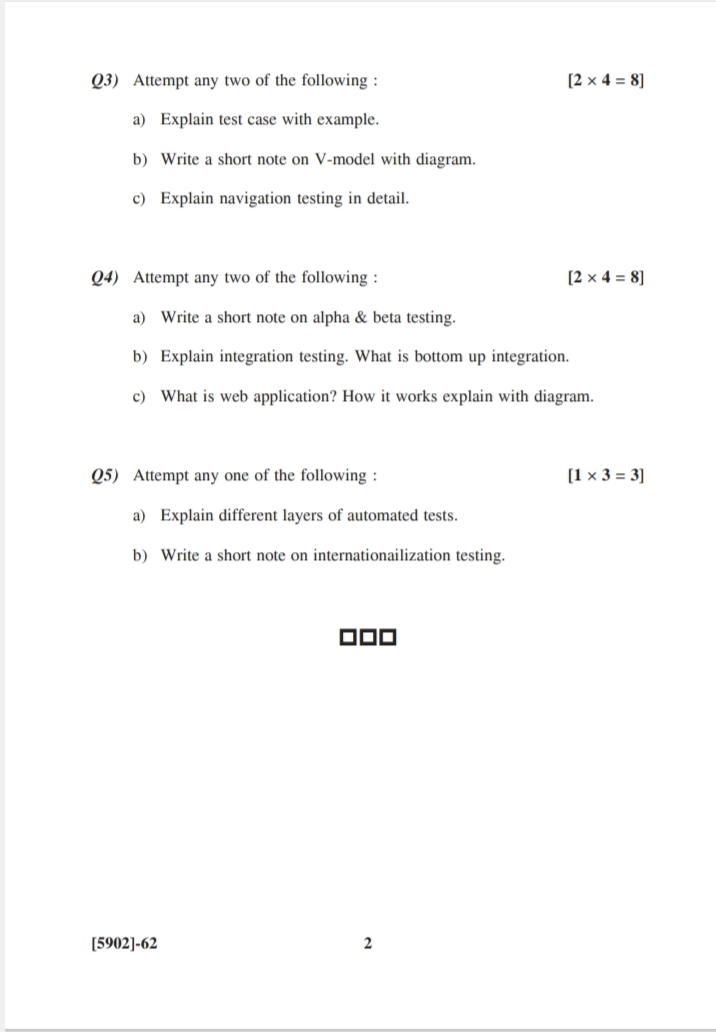 Q3) Attempt any two of the following : [2 × 4 = 8]
a) Explain test case with example.
b) Write a short note on V-model with diagram.
c) Explain navigation testing in detail.
Q4) Attempt any two of the following : [2 × 4 = 8]
a) Write a short note on alpha & beta testing.
b) Explain integration testing. What is bottom up integration.
c) What is web application? How it works explain with diagram.
Q5) Attempt any one of the following : [1 × 3 = 3]
a) Explain different layers of automated tests.
b) Write a short note on internationailization testing.
[5902]-62 2